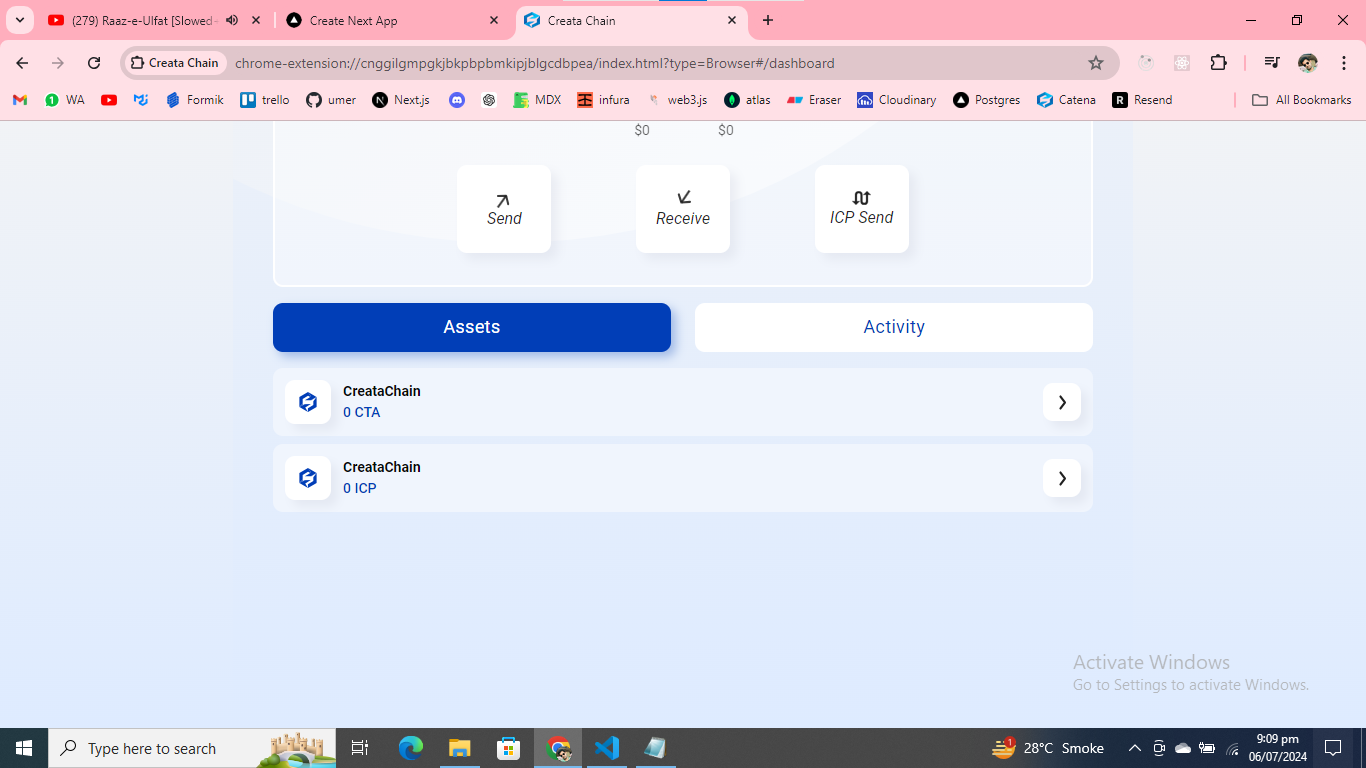 (279) Raaz-e-Ulfat [Slowed-
Create Next App
Creata Chain
Creata Chain
chrome-extension://cnggilgmpgkjbkpbpbmkipjblgcdbpea/index.html?type=Browser#/dashboard
WA
Formik
trello
umer
Next.js
MDX
infura
web3.js
atlas
Eraser
Cloudinary
Postgres
Catena
Resend
All Bookmarks
$0 $0
Send
Receive
ICP Send
Assets
Activity
CreataChain
0 CTA
CreataChain
0 ICP
Activate Windows
Go to Settings to activate Windows.
Type here to search
1
28°C Smoke
9:09 pm
06/07/2024